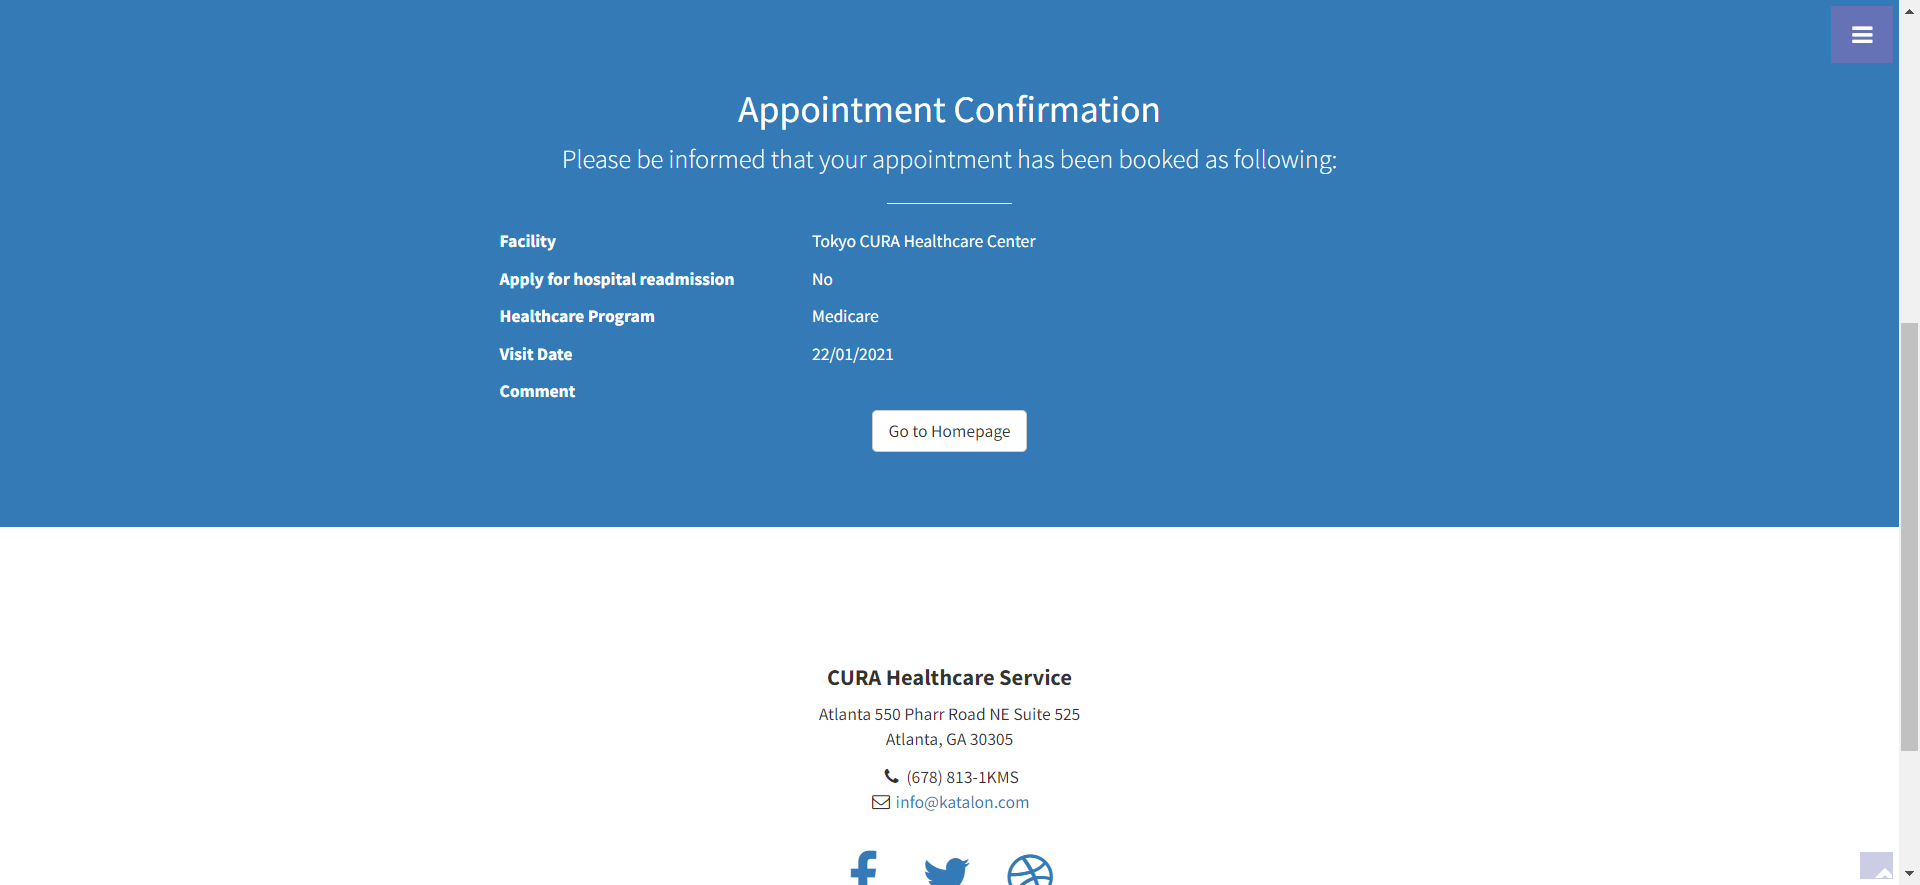 Appointment Confirmation
Please be informed that your appointment has been booked as following:
Facility Tokyo CURA Healthcare Center
Apply for hospital readmission No
Healthcare Program Medicare
Visit Date 22/01/2021
Comment
Go to Homepage
CURA Healthcare Service
Atlanta 550 Pharr Road NE Suite 525
Atlanta, GA 30305
(678) 813-1KMS
info@katalon.com